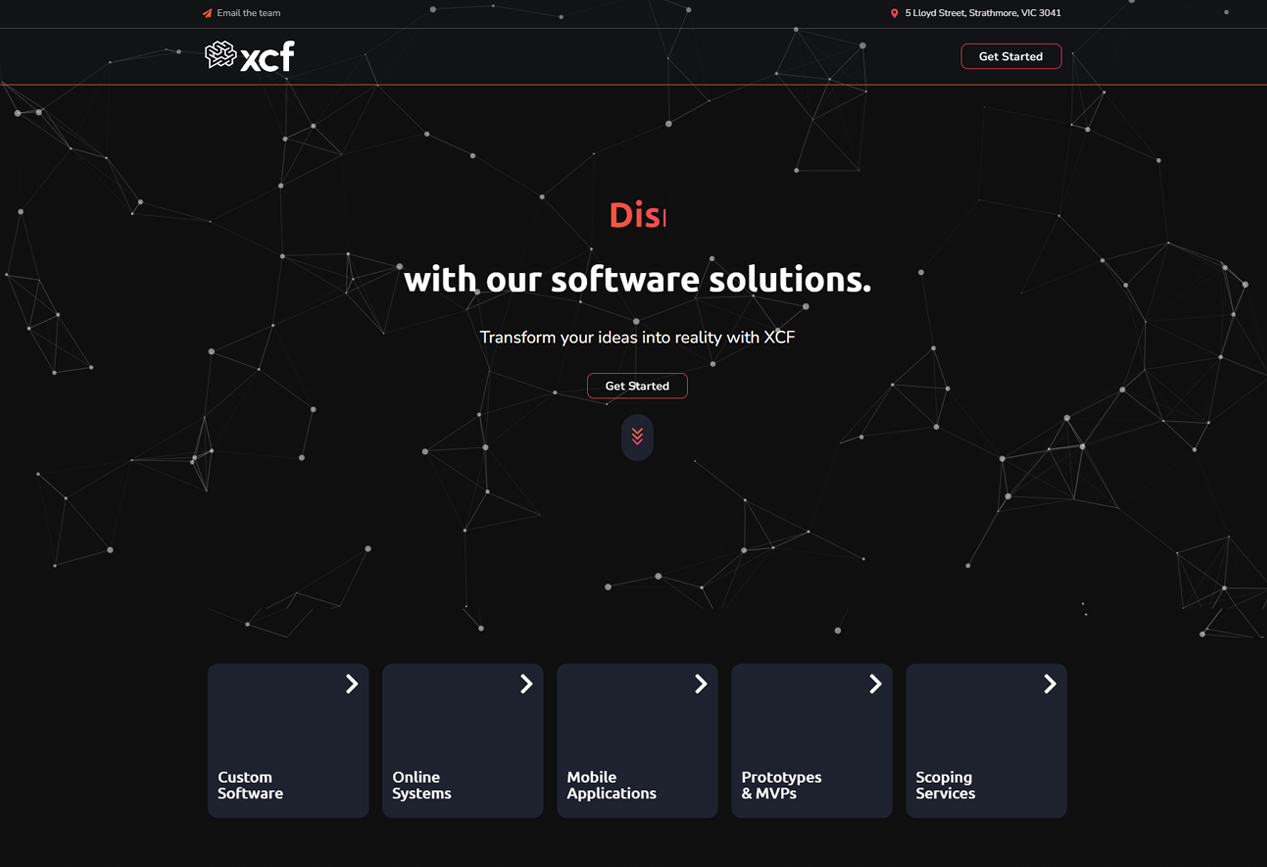 Email the team
5 Lloyd Street, Strathmore, VIC 3041
xcf
Get Started
Dis
with our software solutions.
Transform your ideas into reality with XCF
Get Started
Custom
Software
Online
Systems
Mobile
Applications
Prototypes
& MVPs
Scoping
Services